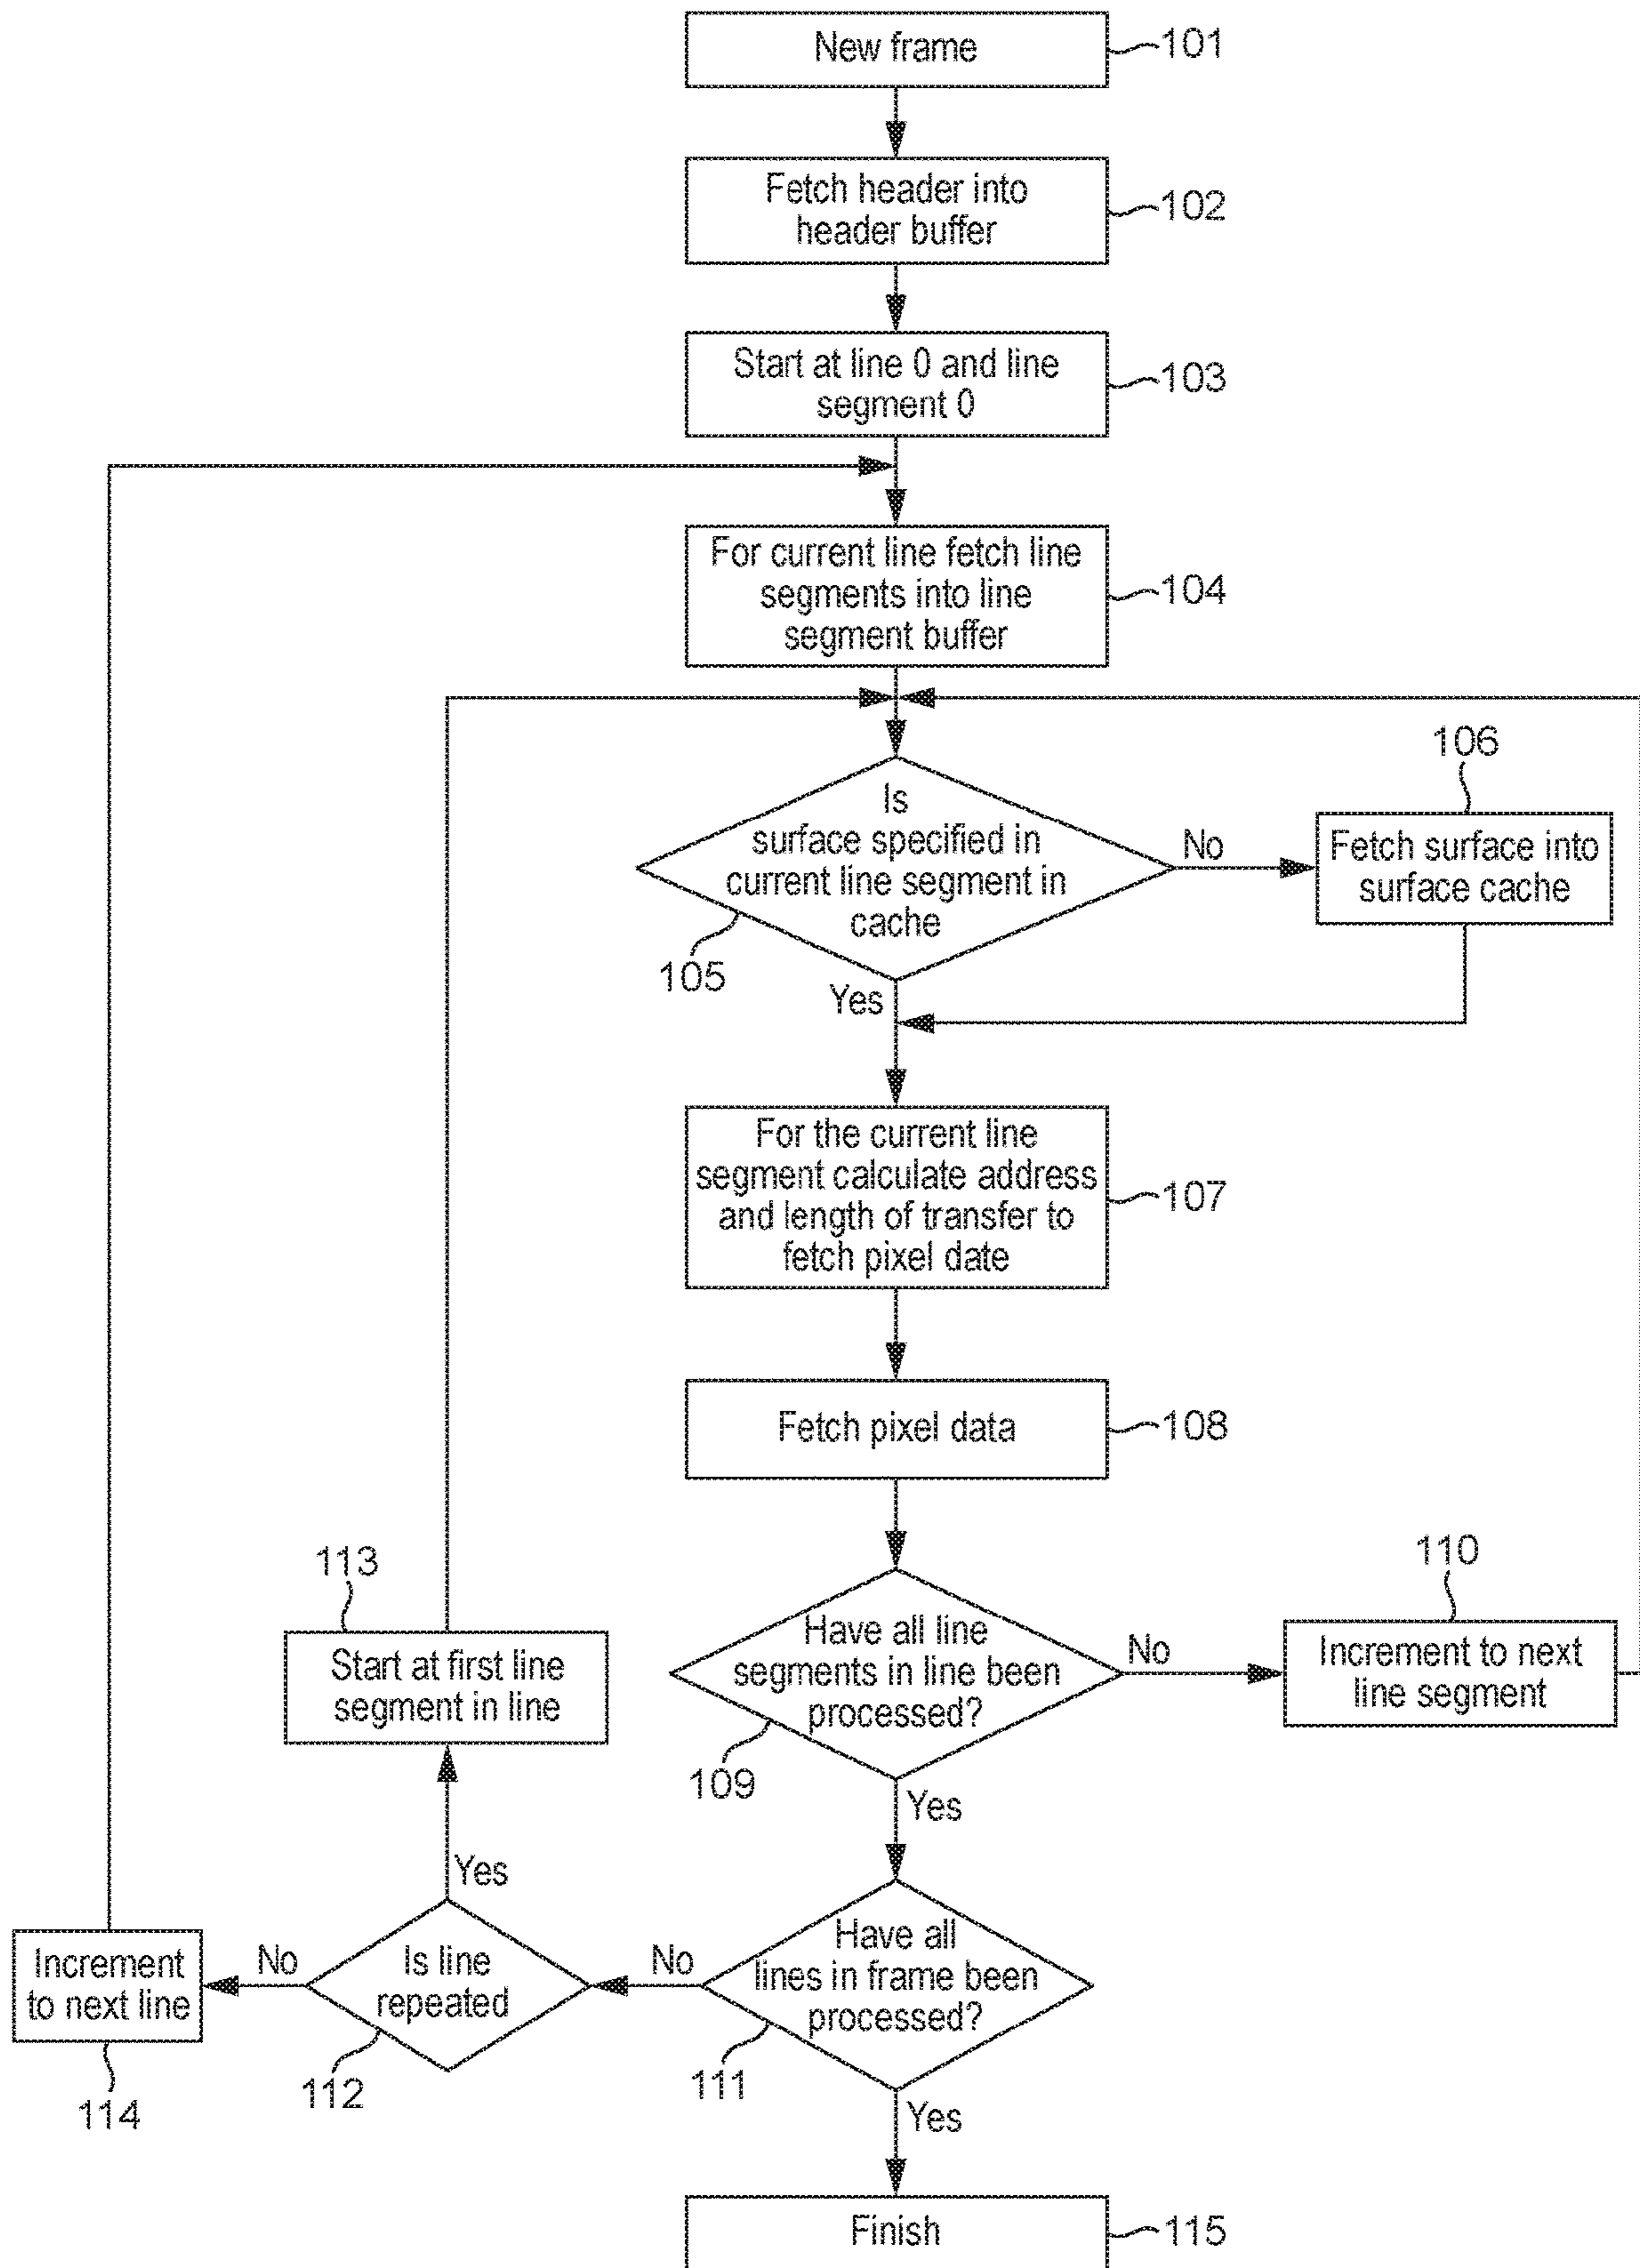 New frame
101
Fetch header into
header buffer
102
Start at line 0 and line
segment 0
103
For current line fetch line
segments into line
segment buffer
104
Is
surface specified in
current line segment in
cache
105
No
106
Fetch surface into
surface cache
Yes
For the current line
segment calculate address
and length of transfer to
fetch pixel date
107
Fetch pixel data
108
Have all line
segments in line been
processed?
109
No
110
Increment to next
line segment
Yes
Have all
lines in frame been
processed?
111
No
Is line
repeated
112
Yes
113
Start at first line
segment in line
No
Increment
to next line
114
Yes
Finish
115